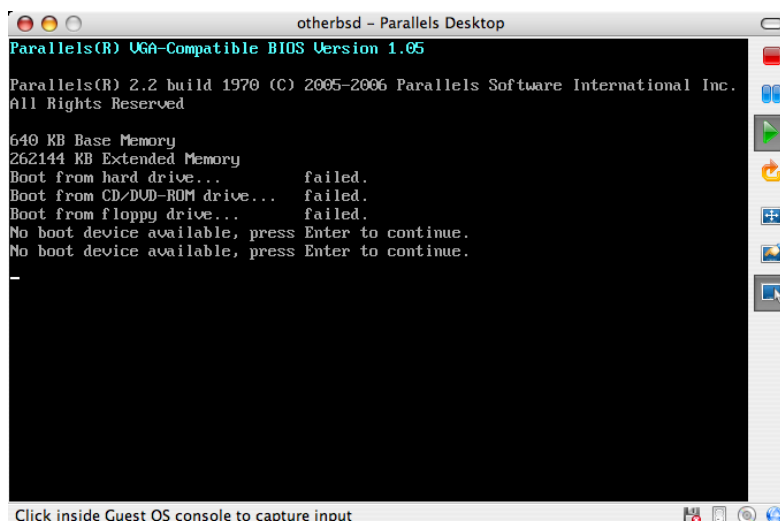 otherbsd – Parallels Desktop
Parallels(R) VGA-Compatible BIOS Version 1.05
Parallels(R) 2.2 build 1970 (C) 2005-2006 Parallels Software International Inc.
All Rights Reserved
640 KB Base Memory
262144 KB Extended Memory
Boot from hard drive... failed.
Boot from CD/DVD-ROM drive... failed.
Boot from floppy drive... failed.
No boot device available, press Enter to continue.
No boot device available, press Enter to continue.
Click inside Guest OS console to capture input